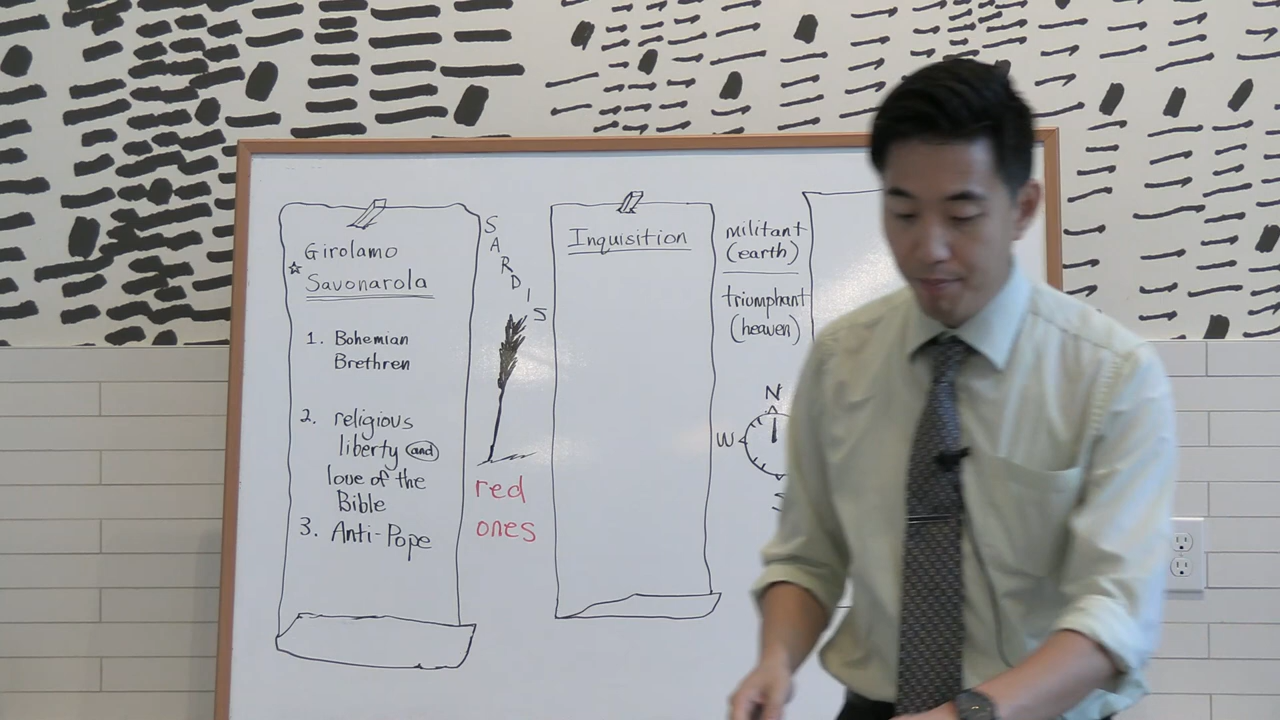 Girolamo
☆ Savonarola
1. Bohemian
Brethren
2. religious
liberty and
love of the
Bible
3. Anti-Pope
SARDIS
red
ones
Inquisition
militant
(earth)
triumphant
(heaven)
N
W
S